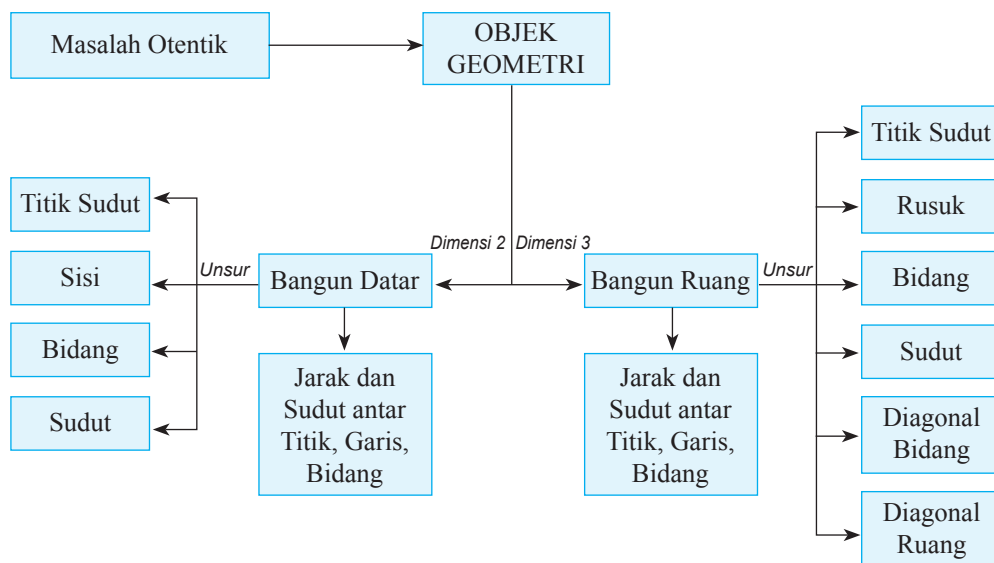 Masalah Otentik
OBJEK
GEOMETRI
Dimensi 2
Dimensi 3
Titik Sudut
Sisi
Bidang
Sudut
Unsur
Bangun Datar
Jarak dan
Sudut antar
Titik, Garis,
Bidang
Bangun Ruang
Jarak dan
Sudut antar
Titik, Garis,
Bidang
Unsur
Titik Sudut
Rusuk
Bidang
Sudut
Diagonal
Bidang
Diagonal
Ruang